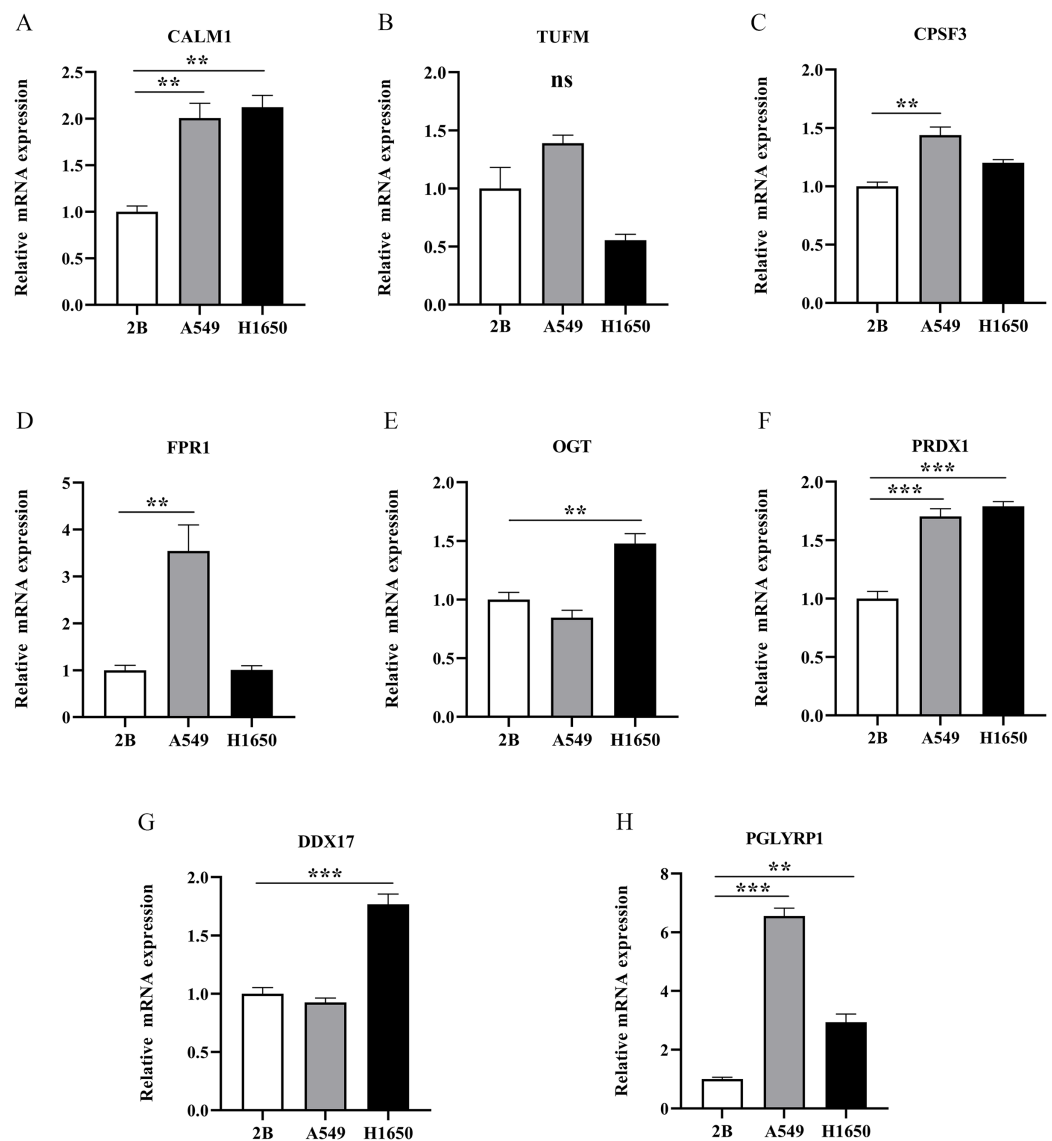 A
CALM1
**
**
Relative mRNA expression
2.5
2.0
1.5
1.0
0.5
0.0
2B A549 H1650
B
TUFM
ns
Relative mRNA expression
2.0
1.5
1.0
0.5
0.0
2B A549 H1650
C
CPSF3
**
Relative mRNA expression
2.0
1.5
1.0
0.5
0.0
2B A549 H1650
D
FPR1
**
Relative mRNA expression
5
4
3
2
1
0
2B A549 H1650
E
OGT
**
Relative mRNA expression
2.0
1.5
1.0
0.5
0.0
2B A549 H1650
F
PRDX1
***
***
Relative mRNA expression
2.0
1.5
1.0
0.5
0.0
2B A549 H1650
G
DDX17
***
Relative mRNA expression
2.0
1.5
1.0
0.5
0.0
2B A549 H1650
H
PGLYRP1
**
***
Relative mRNA expression
8
6
4
2
0
2B A549 H1650